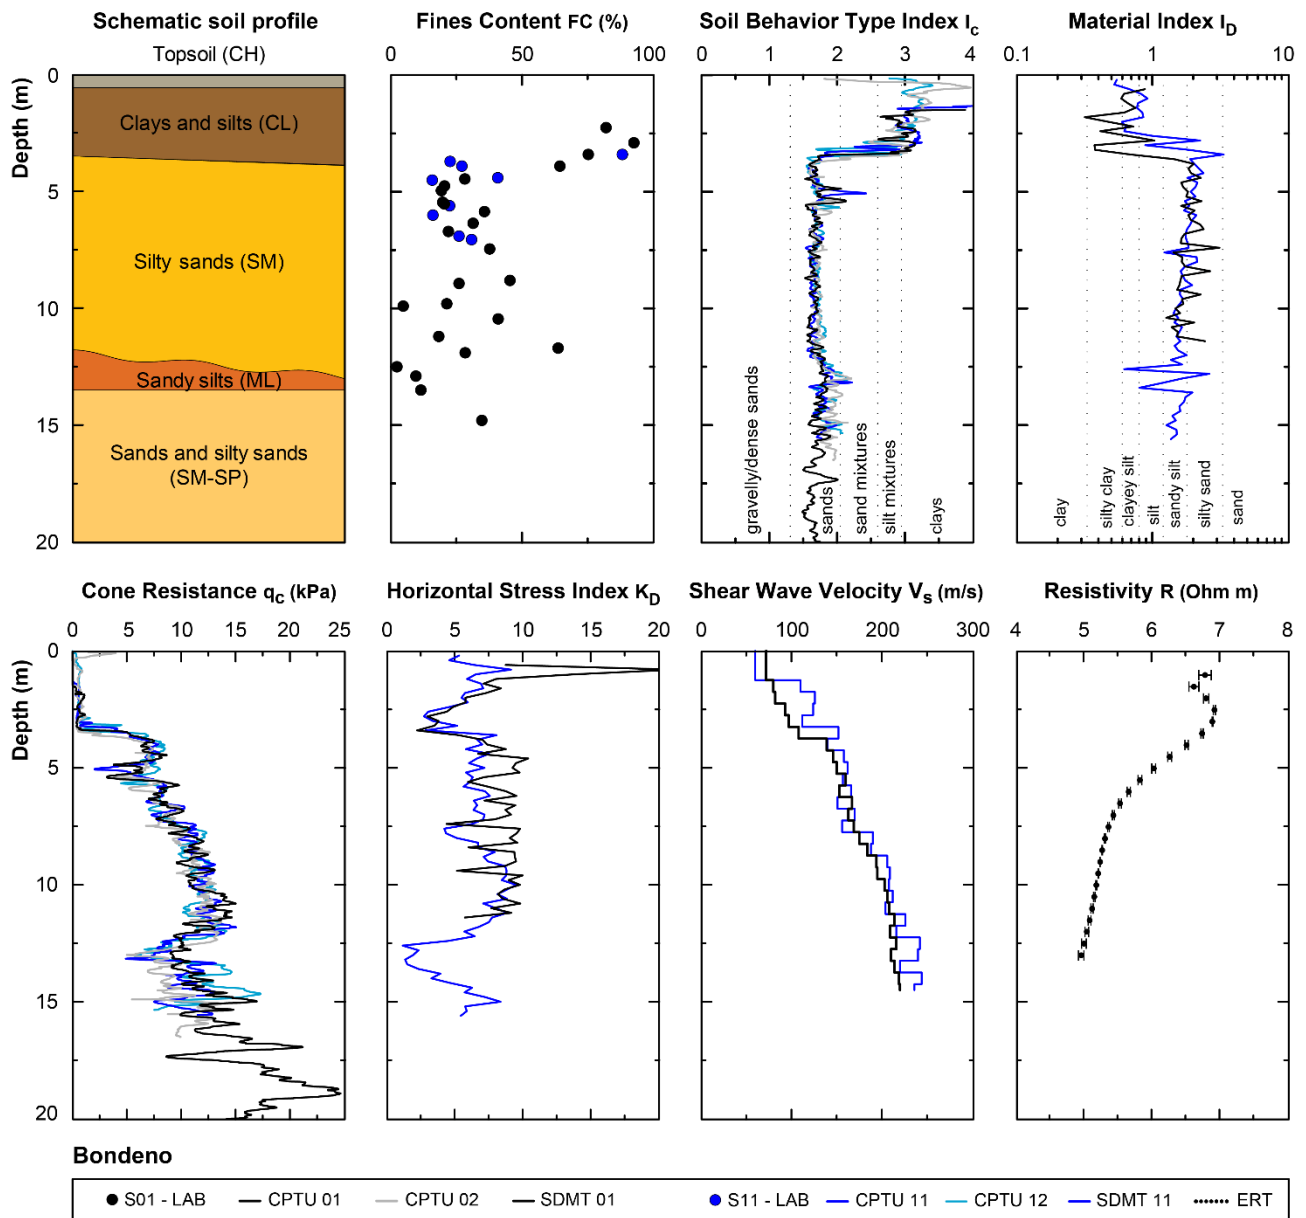 Schematic soil profile
Fines Content FC (%)
Soil Behavior Type Index Ic
Material Index ID
Topsoil (CH)
0 50 100
0 1 2 3 4
0.1 1 10
Depth (m)
0
5
10
15
20
Clays and silts (CL)
Silty sands (SM)
Sandy silts (ML)
Sands and silty sands
(SM-SP)
gravelly/dense sands
sands
sand mixtures
silt mixtures
clays
clay
silty clay
clayey silt
silt
sandy silt
silty sand
sand
Cone Resistance qc (kPa)
Horizontal Stress Index KD
Shear Wave Velocity Vs (m/s)
Resistivity R (Ohm m)
0 5 10 15 20 25
0 5 10 15 20
0 100 200 300
4 5 6 7 8
Depth (m)
0
5
10
15
20
Bondeno
S01 - LAB CPTU 01 CPTU 02 SDMT 01 S11 - LAB CPTU 11 CPTU 12 SDMT 11 ERT